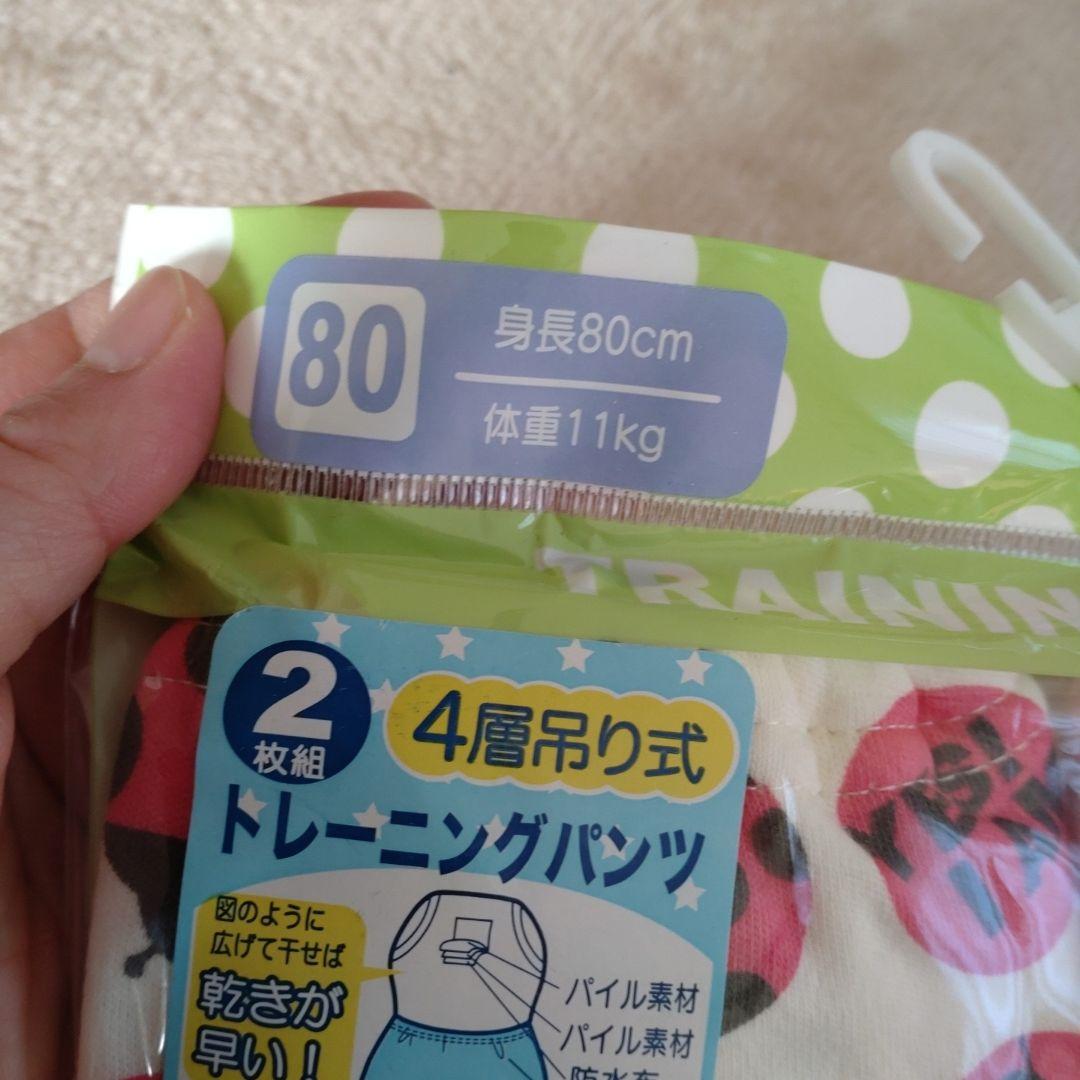 80
身長80cm
体重11kg
TRAININ
2
枚組
4層吊り式
トレーニングパンツ
図のように
広げて干せば
乾きが
早い!
パイル素材
パイル素材
防水布